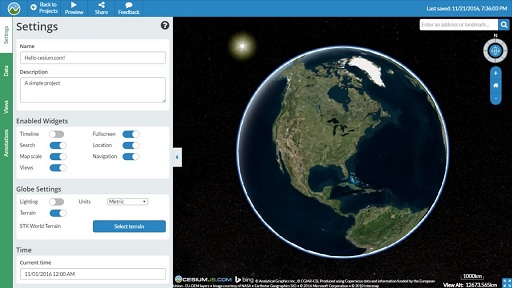 Back to
Projects
Preview
Share
Feedback
Last saved: 11/21/2016, 7:36:03 PM
Settings
Data
Views
Annotations
Settings
Name
Hello cesium.com!
Description
A simple project
Enabled Widgets
Timeline
Fullscreen
Search
Location
Map scale
Navigation
Views
Globe Settings
Lighting
Units
Metric
Terrain
STK World Terrain
Select terrain
Time
Current time
11/01/2016 12:00 AM
Enter an address or landmark...
N
1000km
CESIUMJS.COM
bing
© Analytical Graphics Inc., © CGIAR-CSI, Produced using Copernicus data and information funded by the European
Union - EU-DEM layers • Image courtesy of NASA • Earthstar Geographics SIO • © 2016 Microsoft Corporation • © 2010 Intermap
View Alt: 12673.565km